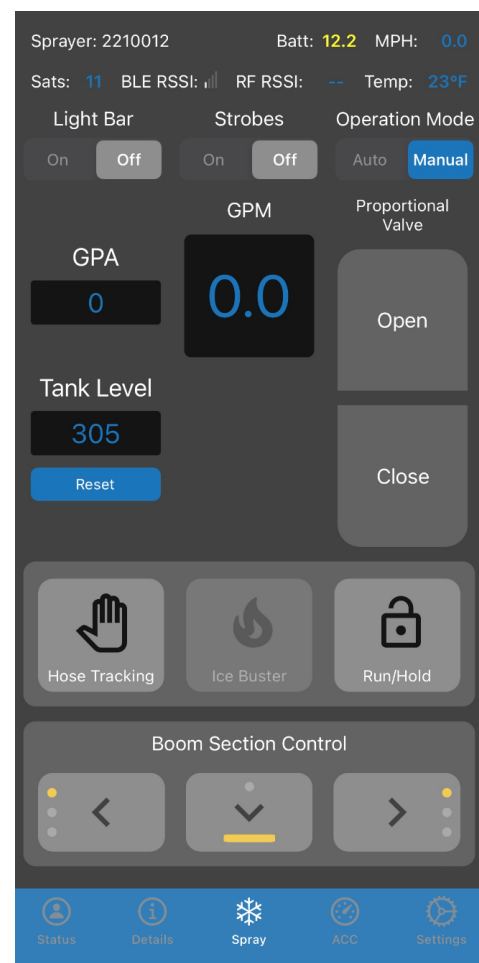 Sprayer: 2210012 Batt: 12.2 MPH: 0.0
Sats: 11 BLE RSSI: RF RSSI: -- Temp: 23ºF
Light Bar Strobes Operation Mode
On Off On Off Auto Manual
GPM
Proportional
Valve
GPA
0
0.0
Open
Tank Level
305
Reset
Close
Hose Tracking Ice Buster Run/Hold
Boom Section Control
Status Details Spray ACC Settings